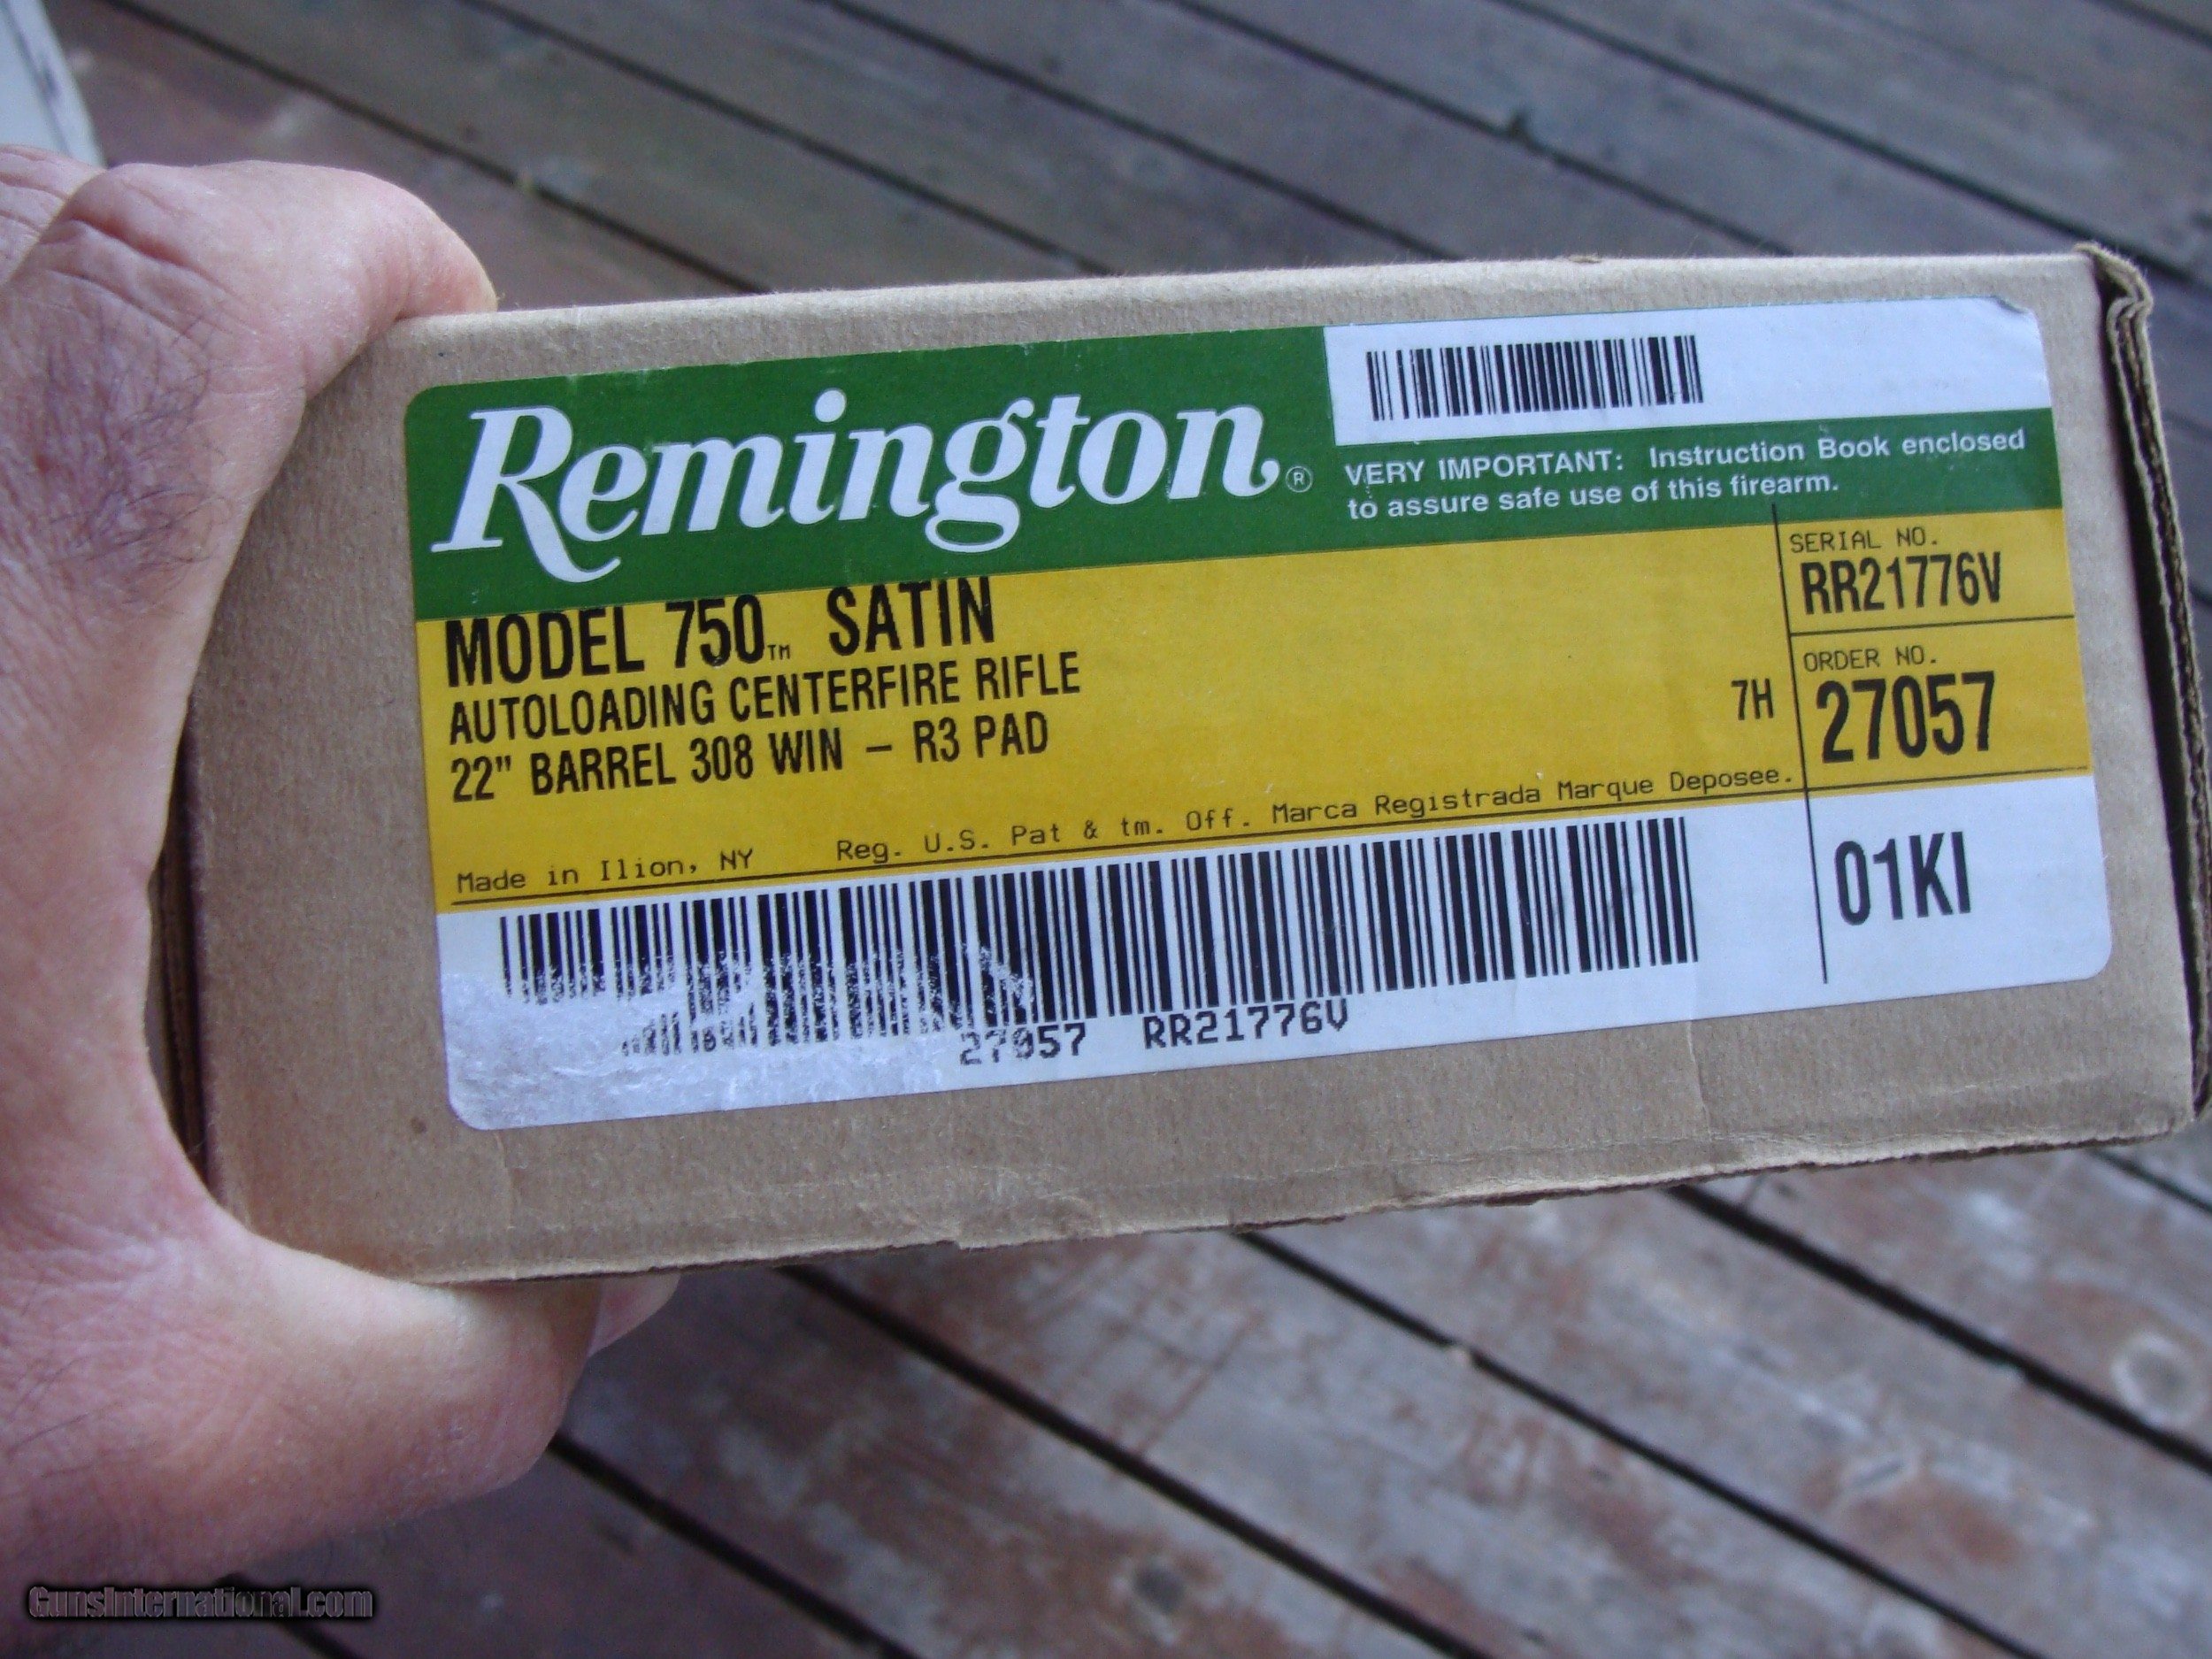 Remington®
VERY IMPORTANT: Instruction Book enclosed
to assure safe use of this firearm.
MODEL 750™ SATIN
AUTOLOADING CENTERFIRE RIFLE
22" BARREL 308 WIN – R3 PAD
7H
SERIAL NO.
RR21776V
ORDER NO.
27057
Made in Ilion, NY Reg. U.S. Pat & tm. Off. Marca Registrada Marque Deposee.
01KI
27057 RR21776V
GunsInternational.com